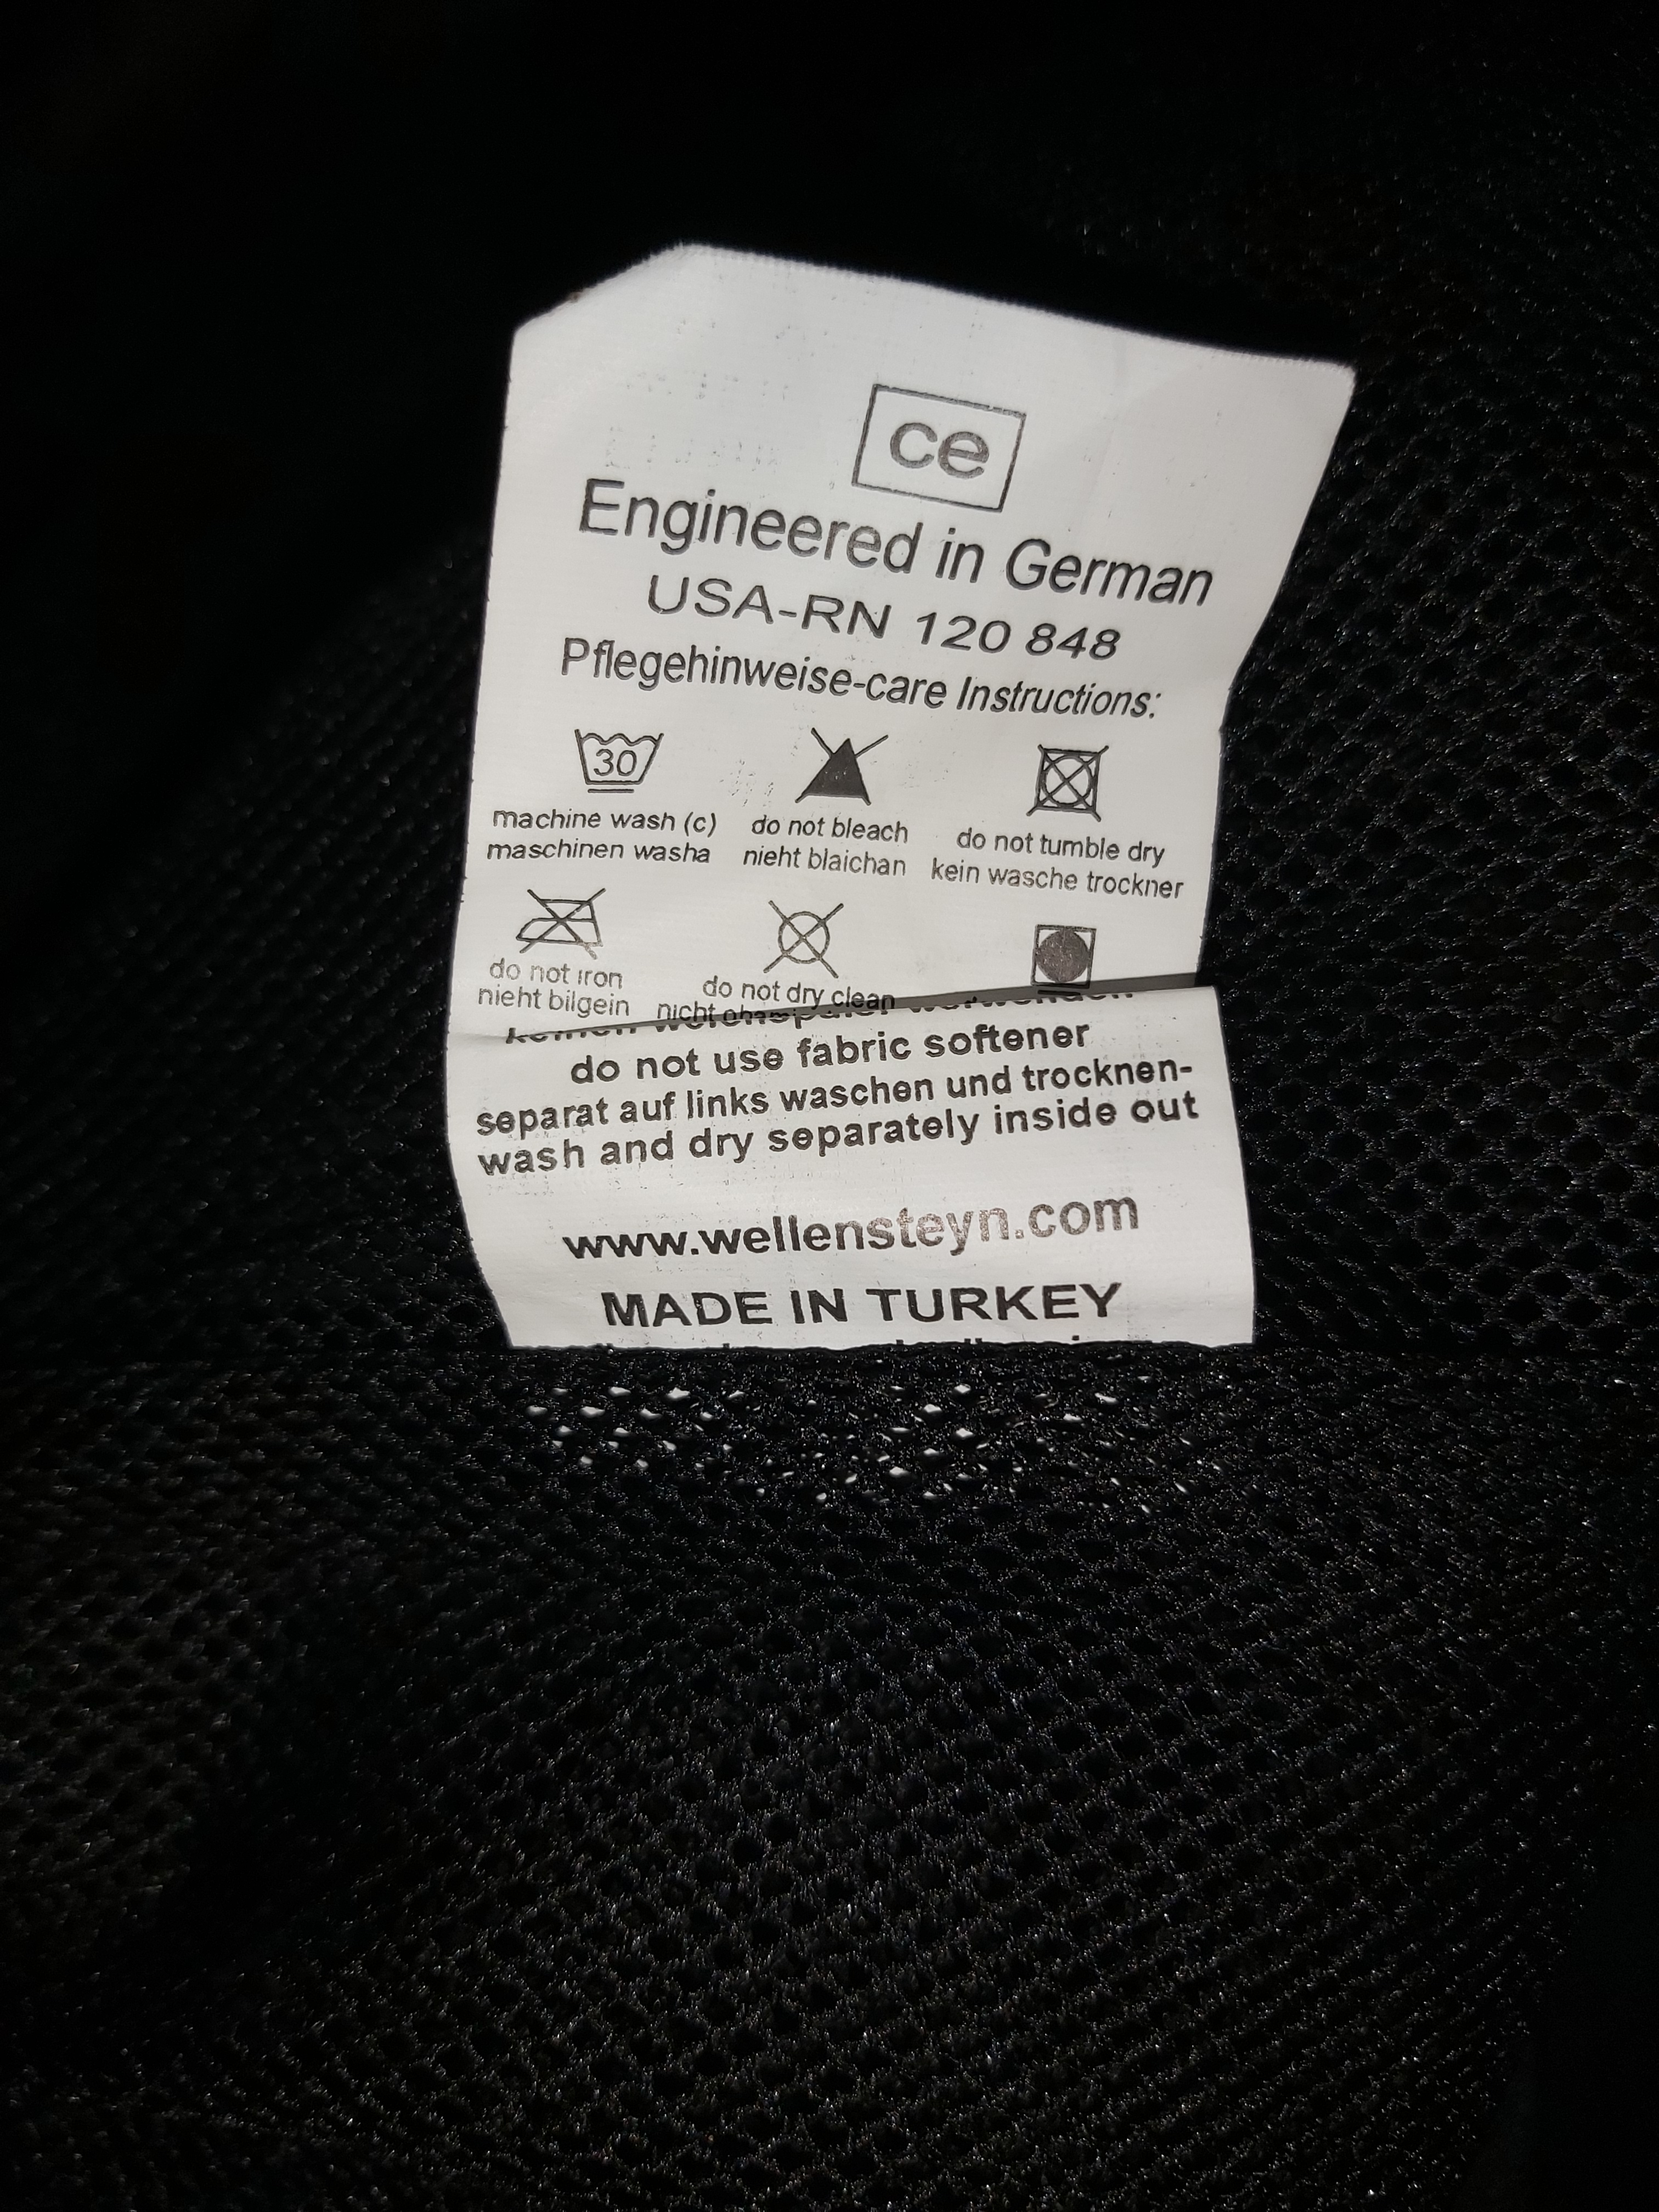 ce
Engineered in German
USA-RN 120 848
Pflegehinweise-care Instructions:
30
machine wash (c) do not bleach do not tumble dry
maschinen washa nieht blaichan kein wasche trockner
do not iron do not dry clean
nieht bilgein nicht
do not use fabric softener
separat auf links waschen und trocknen-
wash and dry separately inside out
www.wellensteyn.com
MADE IN TURKEY